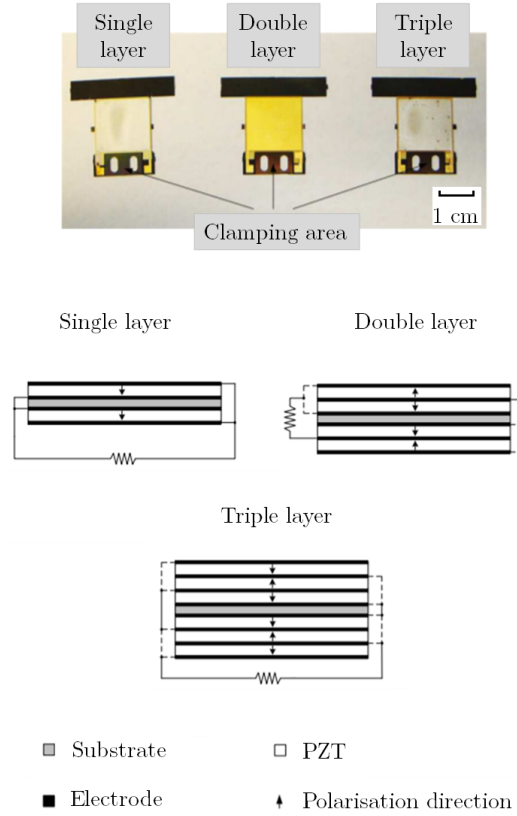 Single
layer
Double
layer
Triple
layer
1 cm
Clamping area
Single layer
Double layer
Triple layer
Substrate
PZT
Electrode
Polarisation direction